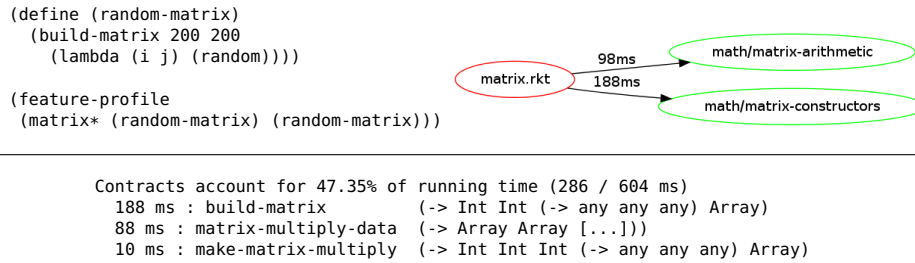 (define (random-matrix)
  (build-matrix 200 200
    (lambda (i j) (random))))
(feature-profile
 (matrix* (random-matrix) (random-matrix)))
matrix.rkt
98ms
188ms
math/matrix-arithmetic
math/matrix-constructors
Contracts account for 47.35% of running time (286 / 604 ms)
  188 ms : build-matrix         (-> Int Int (-> any any any) Array)
  88 ms : matrix-multiply-data  (-> Array Array [...]))
  10 ms : make-matrix-multiply  (-> Int Int Int (-> any any any) Array)